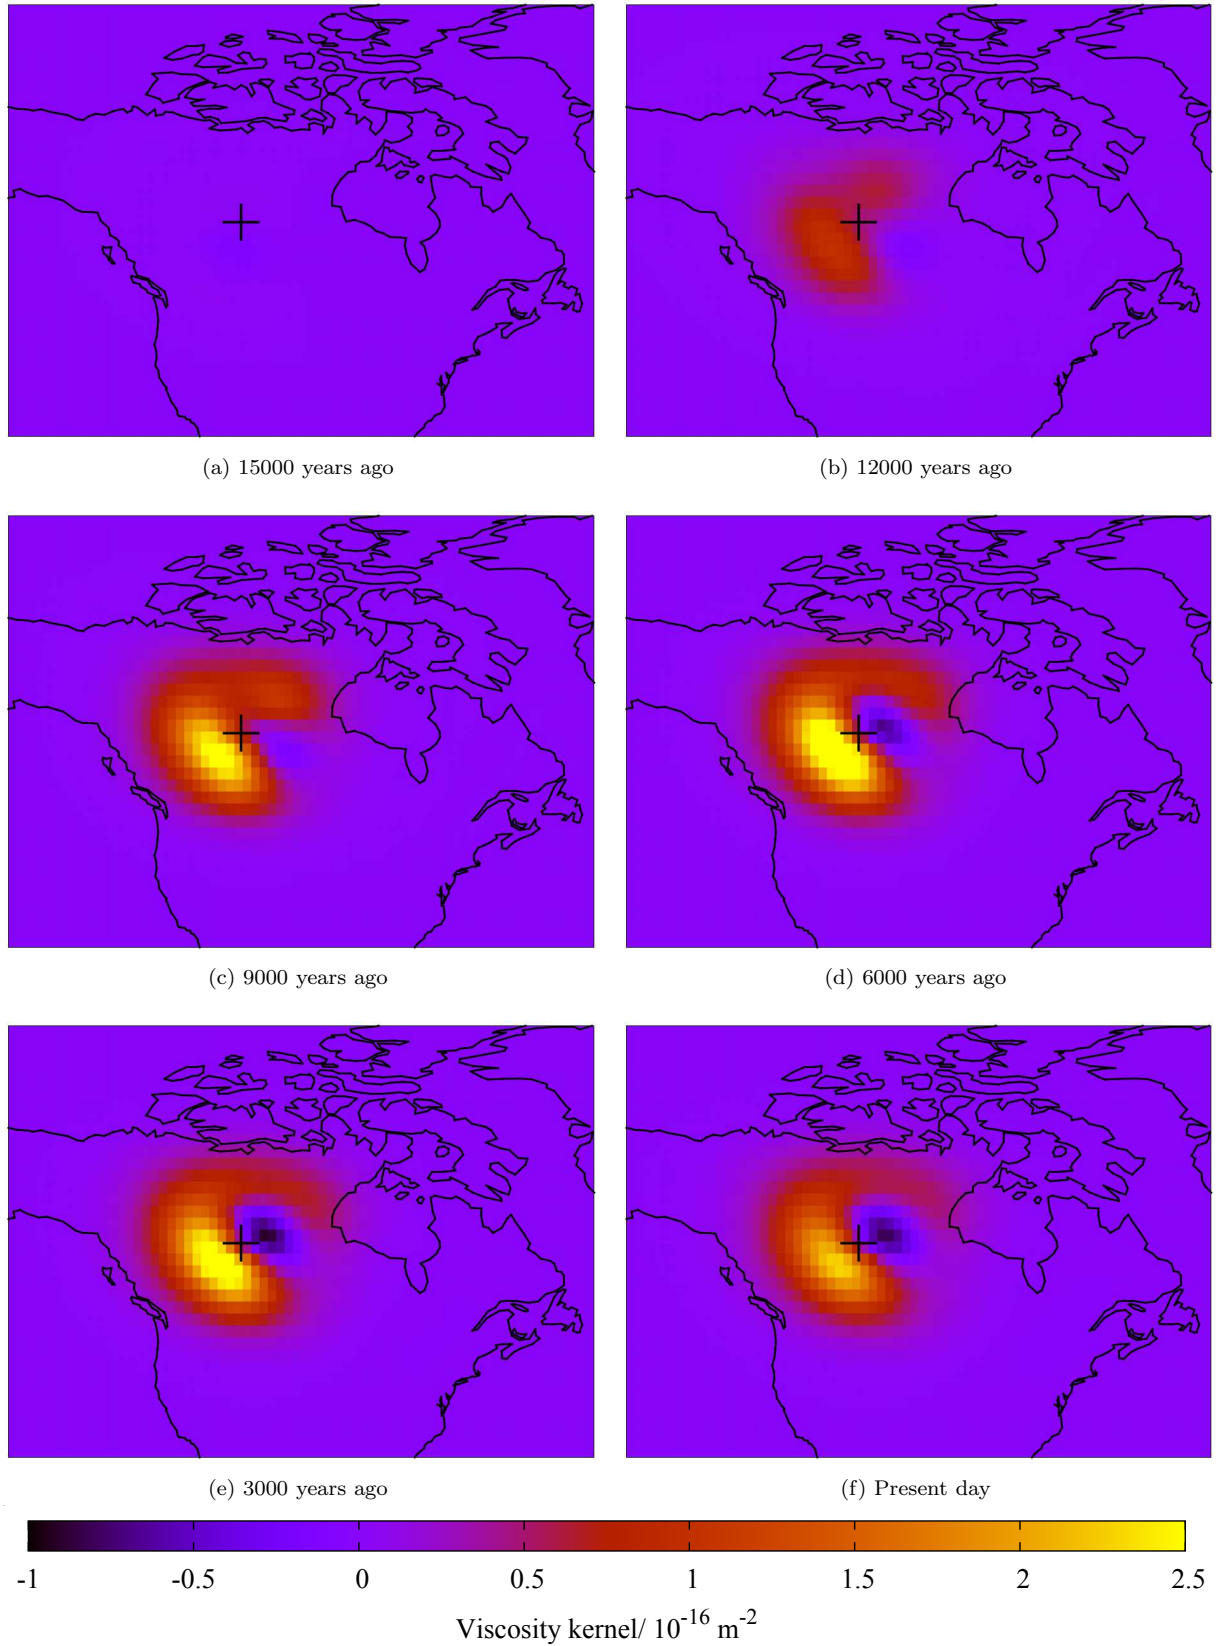 (a) 15000 years ago
(b) 12000 years ago
(c) 9000 years ago
(d) 6000 years ago
(e) 3000 years ago
(f) Present day
-1 -0.5 0 0.5 1 1.5 2 2.5
Viscosity kernel/ 10^-16 m^-2